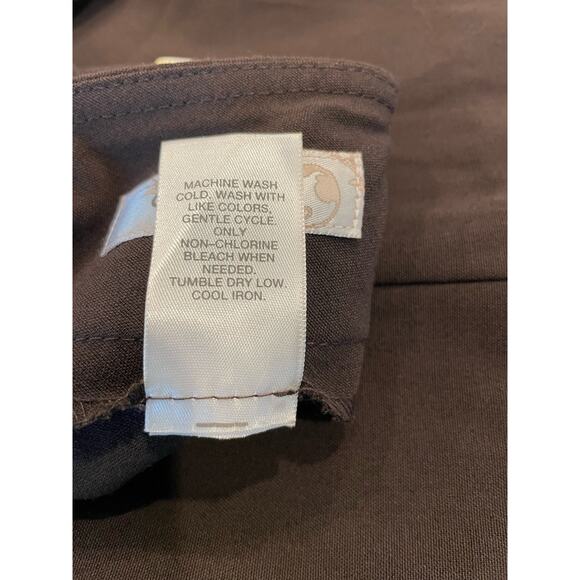 MACHINE WASH
COLD, WASH WITH
LIKE COLORS,
GENTLE CYCLE.
ONLY
NON-CHLORINE
BLEACH WHEN
NEEDED.
TUMBLE DRY LOW.
COOL IRON.